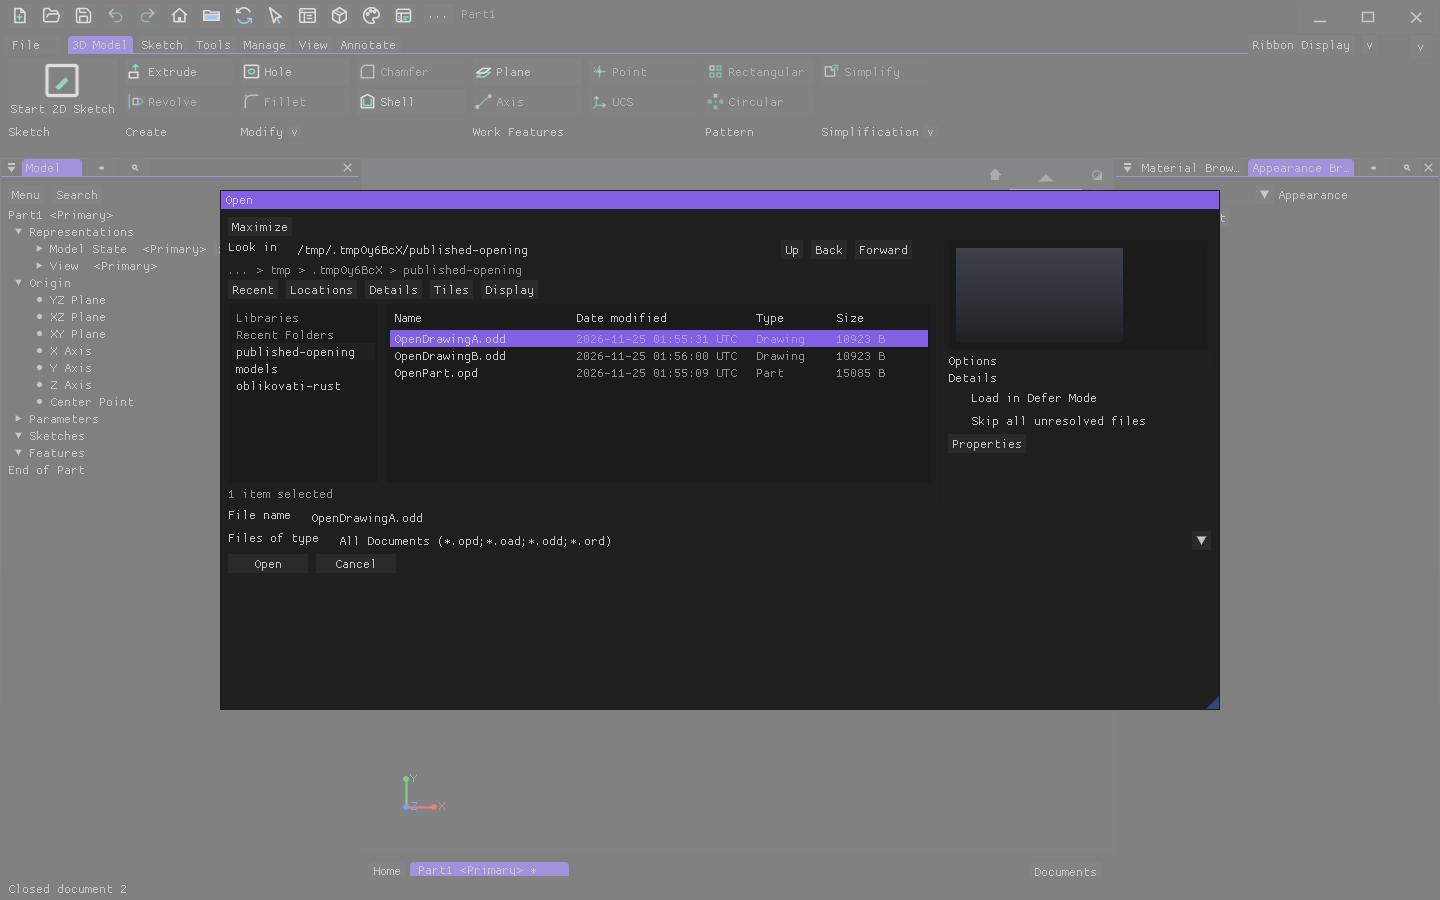 ... Part1
File 3D Model Sketch Tools Manage View Annotate Ribbon Display v v
Extrude Hole Chamfer Plane Point Rectangular Simplify
Start 2D Sketch Revolve Fillet Shell Axis UCS Circular
Sketch Create Modify v Work Features Pattern Simplification v
Model Material Brow... Appearance Br...
Menu Search Appearance
Part1 <Primary>
Representations
Model State <Primary>
View <Primary>
Origin
YZ Plane
XZ Plane
XY Plane
X Axis
Y Axis
Z Axis
Center Point
Parameters
Sketches
Features
End of Part
Open
Maximize
Look in /tmp/.tmpOy6BcX/published-opening Up Back Forward
... > tmp > .tmpOy6BcX > published-opening
Recent Locations Details Tiles Display
Libraries
Recent Folders
published-opening
models
oblikovati-rust
Name Date modified Type Size
OpenDrawingA.odd 2026-11-25 01:55:31 UTC Drawing 10923 B
OpenDrawingB.odd 2026-11-25 01:56:00 UTC Drawing 10923 B
OpenPart.opd 2026-11-25 01:55:09 UTC Part 15085 B
Options
Details
Load in Defer Mode
Skip all unresolved files
Properties
1 item selected
File name OpenDrawingA.odd
Files of type All Documents (*.opd;*.oad;*.odd;*.ord)
Open Cancel
Y
Z X
Home Part1 <Primary> * Documents
Closed document 2